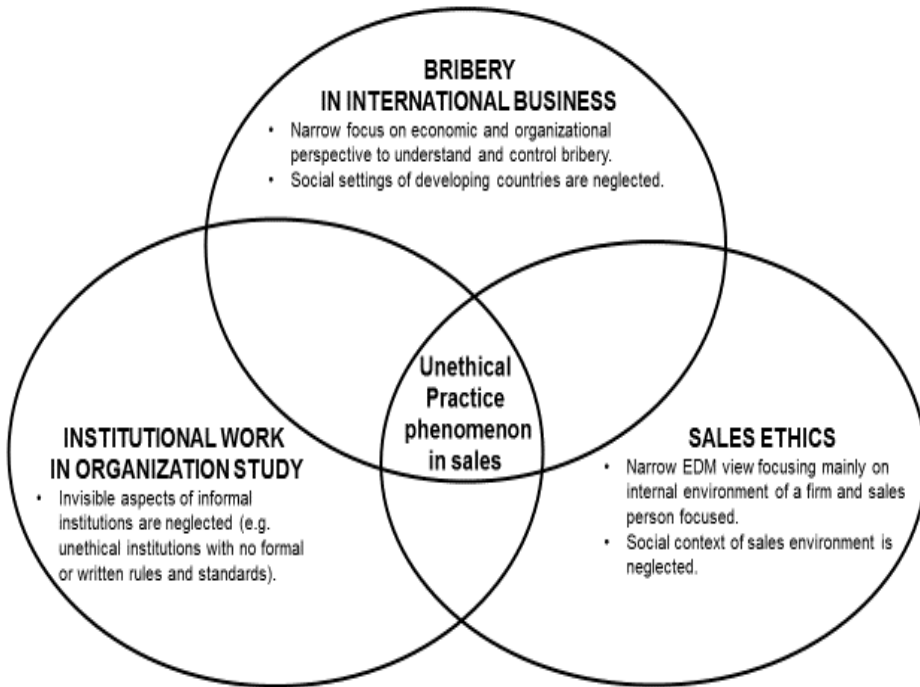 BRIBERY
IN INTERNATIONAL BUSINESS
• Narrow focus on economic and organizational
perspective to understand and control bribery.
• Social settings of developing countries are neglected.
Unethical
Practice
phenomenon
in sales
INSTITUTIONAL WORK
IN ORGANIZATION STUDY
• Invisible aspects of informal
institutions are neglected (e.g.
unethical institutions with no formal
or written rules and standards).
SALES ETHICS
• Narrow EDM view focusing mainly on
internal environment of a firm and sales
person focused.
• Social context of sales environment is
neglected.